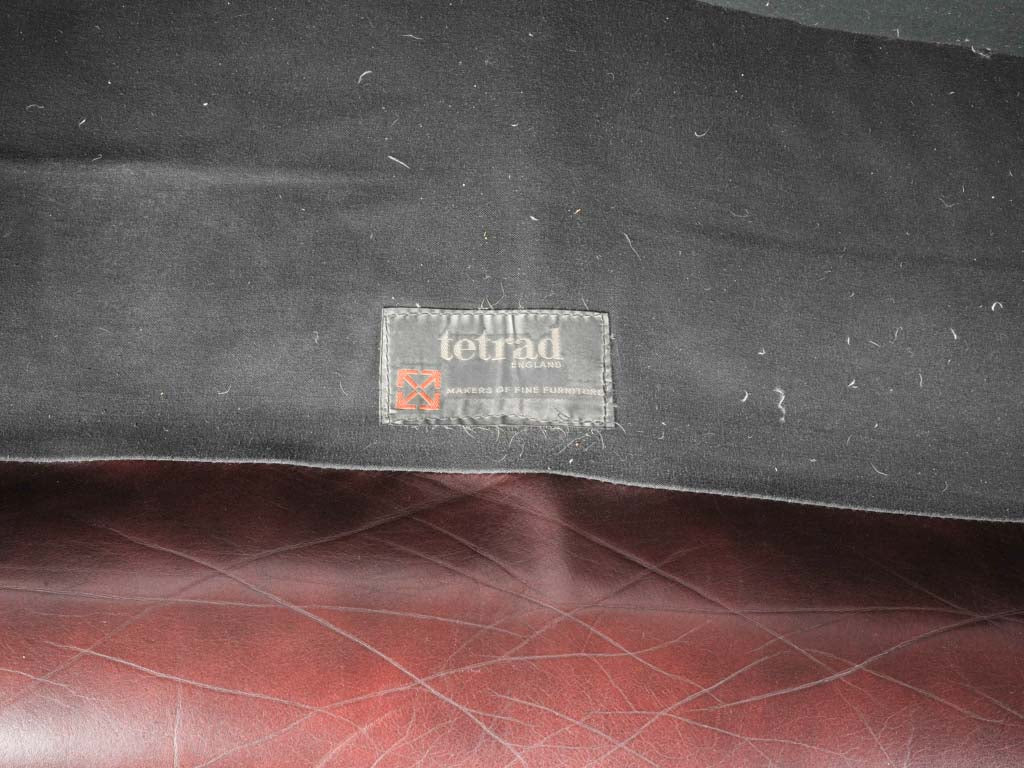 tetrad
ENGLAND
MAKERS OF FINE FURNITURE